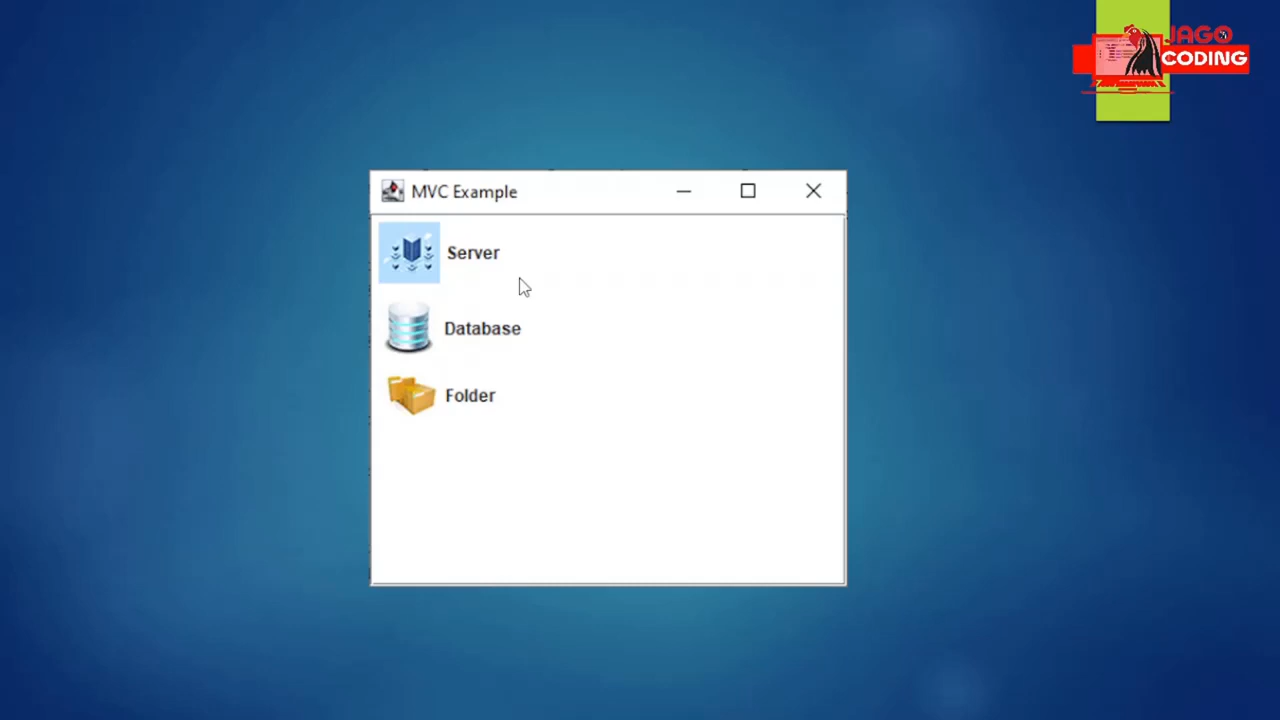 JAGO
CODING
MVC Example
Server
Database
Folder